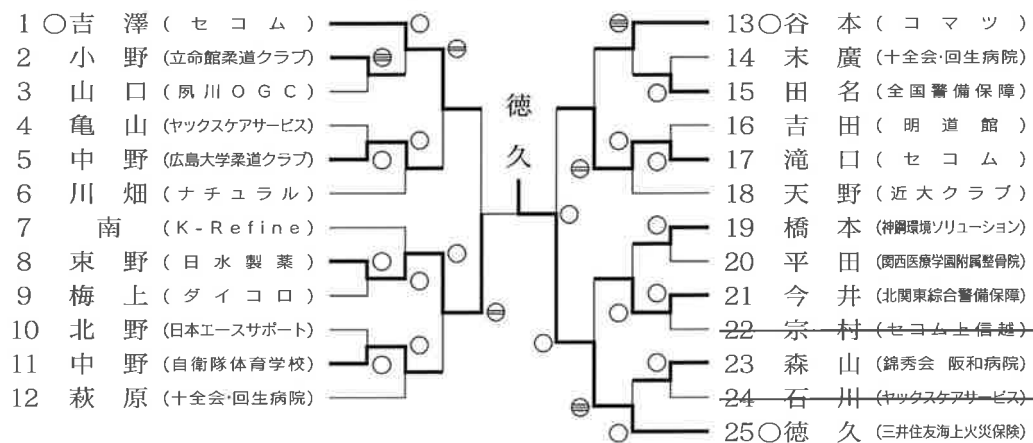 1 ○吉澤(セコム)
2 小野(立命館柔道クラブ)
3 山口(夙川OGC)
4 亀山(ヤックスケアサービス)
5 中野(広島大学柔道クラブ)
6 川畑(ナチュラル)
7 南(K-Refine)
8 東野(日水製薬)
9 梅上(ダイコロ)
10 北野(日本エースサポート)
11 中野(自衛隊体育学校)
12 萩原(十全会・回生病院)
徳久
13○谷本(コマツ)
14 末廣(十全会・回生病院)
15 田名(全国警備保障)
16 吉田(明道館)
17 滝口(セコム)
18 天野(近大クラブ)
19 橋本(神鋼環境ソリューション)
20 平田(関西医療学園附属整骨院)
21 今井(北関東綜合警備保障)
22 宗村(セコム上信越)
23 森山(錦秀会 阪和病院)
24 石川(ヤックスケアサービス)
25○徳久(三井住友海上火災保険)